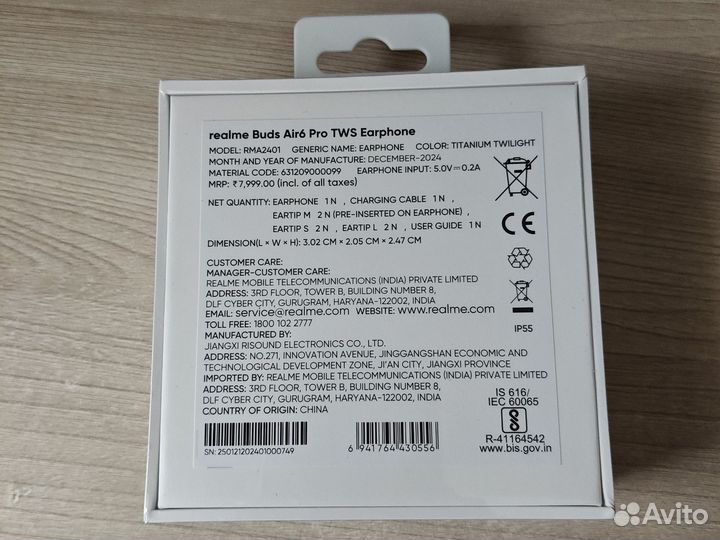 realme Buds Air6 Pro TWS Earphone
MODEL: RMA2401 GENERIC NAME: EARPHONE COLOR: TITANIUM TWILIGHT
MONTH AND YEAR OF MANUFACTURE: DECEMBER-2024
MATERIAL CODE: 631209000099 EARPHONE INPUT: 5.0V⎓0.2A
MRP: ₹7,999.00 (incl. of all taxes)
NET QUANTITY: EARPHONE 1 N , CHARGING CABLE 1 N ,
EARTIP M 2 N (PRE-INSERTED ON EARPHONE) ,
EARTIP S 2 N , EARTIP L 2 N , USER GUIDE 1 N
DIMENSION(L × W × H): 3.02 CM × 2.05 CM × 2.47 CM
CE
CUSTOMER CARE:
MANAGER-CUSTOMER CARE:
REALME MOBILE TELECOMMUNICATIONS (INDIA) PRIVATE LIMITED
ADDRESS: 3RD FLOOR, TOWER B, BUILDING NUMBER 8,
DLF CYBER CITY, GURUGRAM, HARYANA-122002, INDIA
EMAIL: service@realme.com WEBSITE: www.realme.com
TOLL FREE: 1800 102 2777
IP55
MANUFACTURED BY:
JIANGXI RISOUND ELECTRONICS CO., LTD.
ADDRESS: NO.271, INNOVATION AVENUE, JINGGANGSHAN ECONOMIC AND
TECHNOLOGICAL DEVELOPMENT ZONE, JI'AN CITY, JIANGXI PROVINCE
IMPORTED BY: REALME MOBILE TELECOMMUNICATIONS (INDIA) PRIVATE LIMITED
ADDRESS: 3RD FLOOR, TOWER B, BUILDING NUMBER 8,
DLF CYBER CITY, GURUGRAM, HARYANA-122002, INDIA
COUNTRY OF ORIGIN: CHINA
IS 616/
IEC 60065
R-41164542
www.bis.gov.in
SN: 250121202401000749
6 941764 430556
Avito